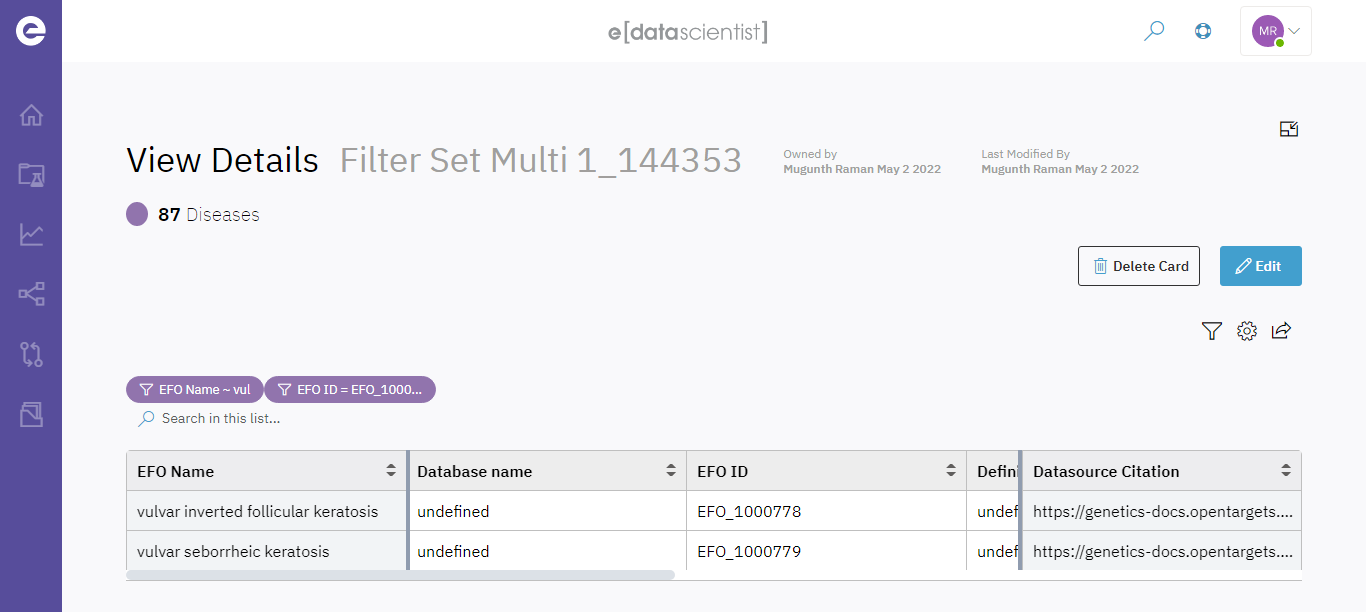 e
e[datascientist]
MR
View Details Filter Set Multi 1_144353
Owned by
Mugunth Raman May 2 2022
Last Modified By
Mugunth Raman May 2 2022
87 Diseases
Delete Card
Edit
EFO Name ~ vul
EFO ID = EFO_1000...
Search in this list...
EFO Name Database name EFO ID Defin Datasource Citation
vulvar inverted follicular keratosis undefined EFO_1000778 undef https://genetics-docs.opentargets....
vulvar seborrheic keratosis undefined EFO_1000779 undef https://genetics-docs.opentargets....